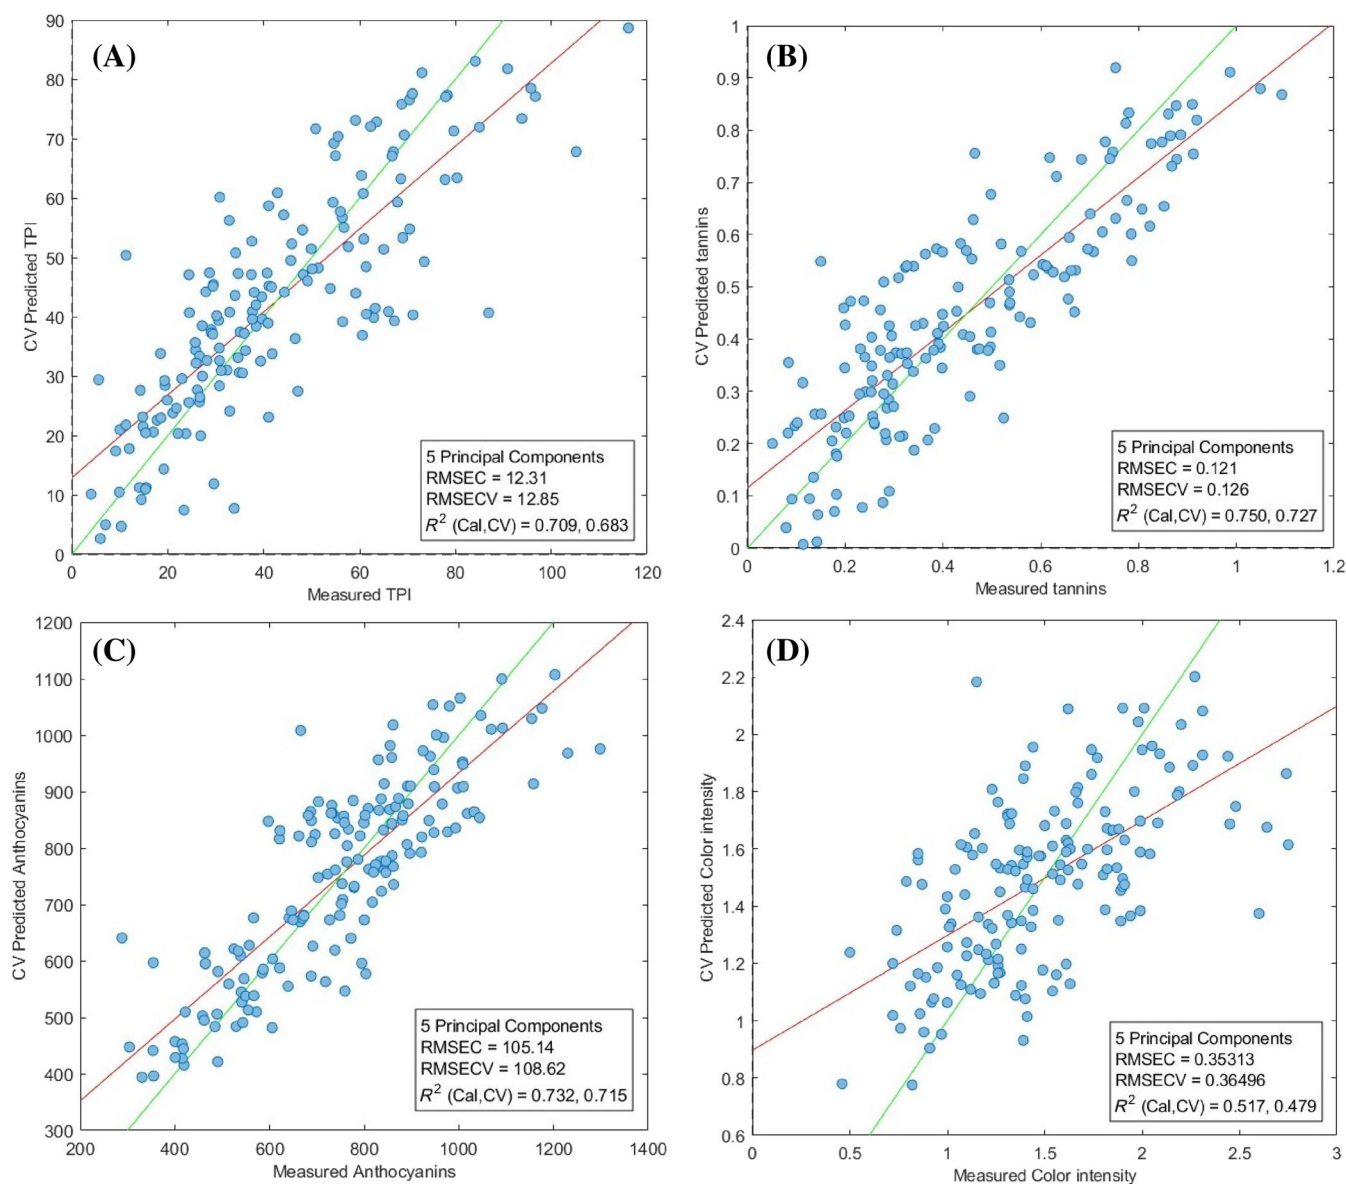 (A)
90
80
70
60
50
40
30
20
10
0
CV Predicted TPI
5 Principal Components
RMSEC = 12.31
RMSECV = 12.85
R² (Cal,CV) = 0.709, 0.683
0 20 40 60 80 100 120
Measured TPI
(B)
1
0.9
0.8
0.7
0.6
0.5
0.4
0.3
0.2
0.1
0
CV Predicted tannins
5 Principal Components
RMSEC = 0.121
RMSECV = 0.126
R² (Cal,CV) = 0.750, 0.727
0 0.2 0.4 0.6 0.8 1 1.2
Measured tannins
(C)
1200
1100
1000
900
800
700
600
500
400
300
CV Predicted Anthocyanins
5 Principal Components
RMSEC = 105.14
RMSECV = 108.62
R² (Cal,CV) = 0.732, 0.715
200 400 600 800 1000 1200 1400
Measured Anthocyanins
(D)
2.4
2.2
2
1.8
1.6
1.4
1.2
1
0.8
0.6
CV Predicted Color intensity
5 Principal Components
RMSEC = 0.35313
RMSECV = 0.36496
R² (Cal,CV) = 0.517, 0.479
0 0.5 1 1.5 2 2.5 3
Measured Color intensity